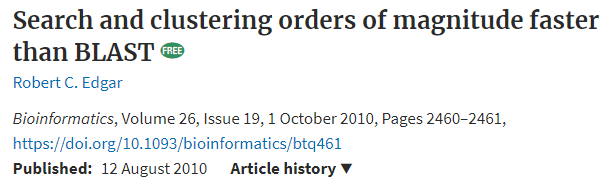 Search and clustering orders of magnitude faster
than BLAST FREE
Robert C. Edgar
Bioinformatics, Volume 26, Issue 19, 1 October 2010, Pages 2460–2461,
https://doi.org/10.1093/bioinformatics/btq461
Published: 12 August 2010 Article history ▼